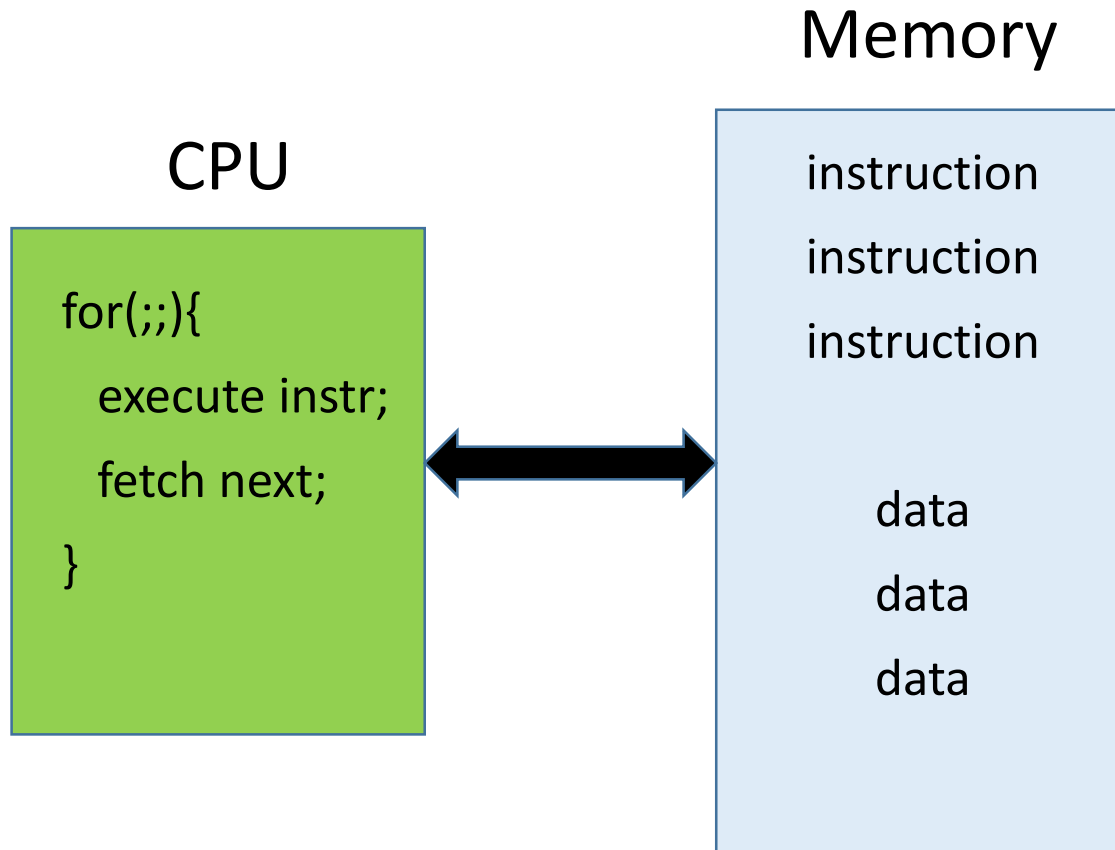 CPU
for(;;){
execute instr;
fetch next;
}
Memory
instruction
instruction
instruction
data
data
data